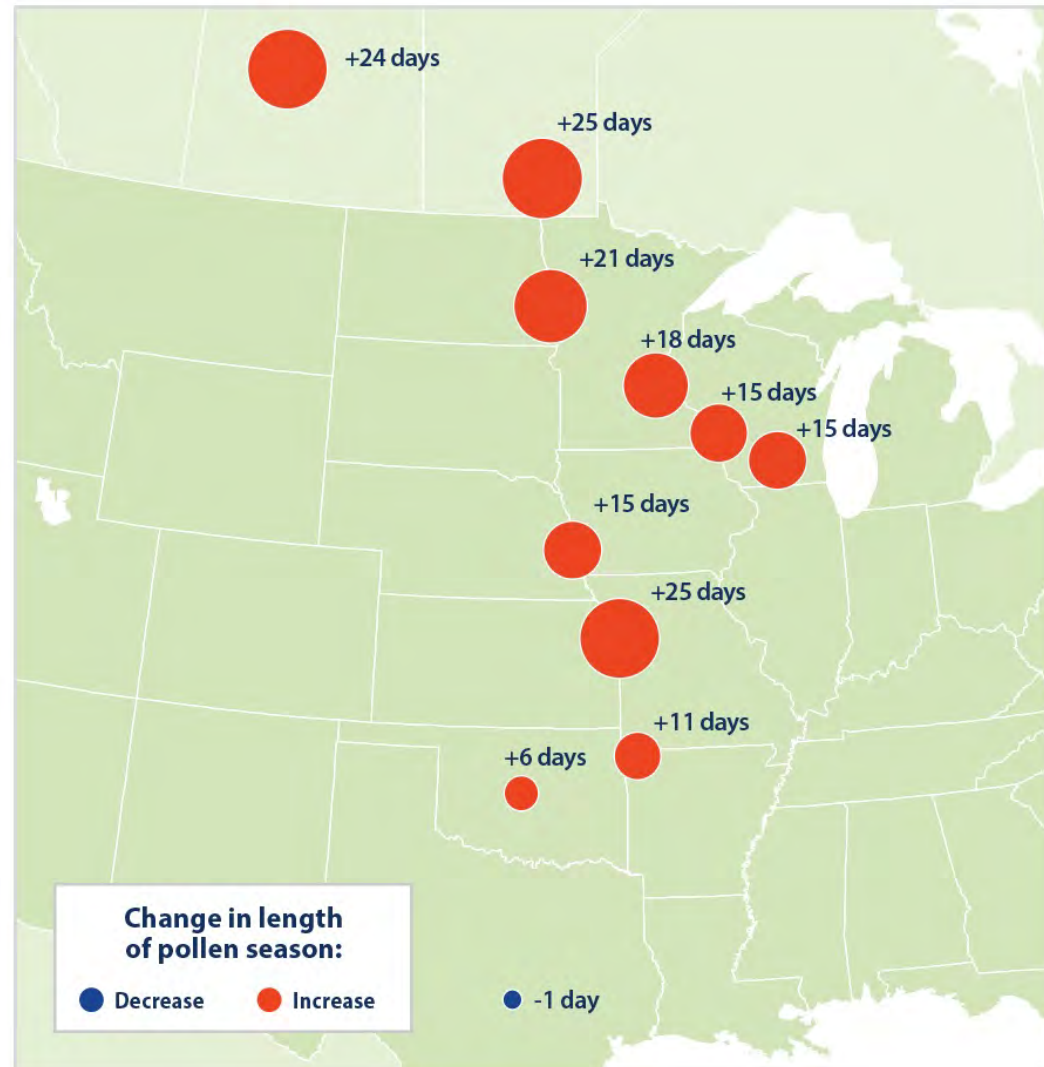 +24 days
+25 days
+21 days
+18 days
+15 days
+15 days
+15 days
+25 days
+11 days
+6 days
Change in length
of pollen season:
Decrease
Increase
-1 day